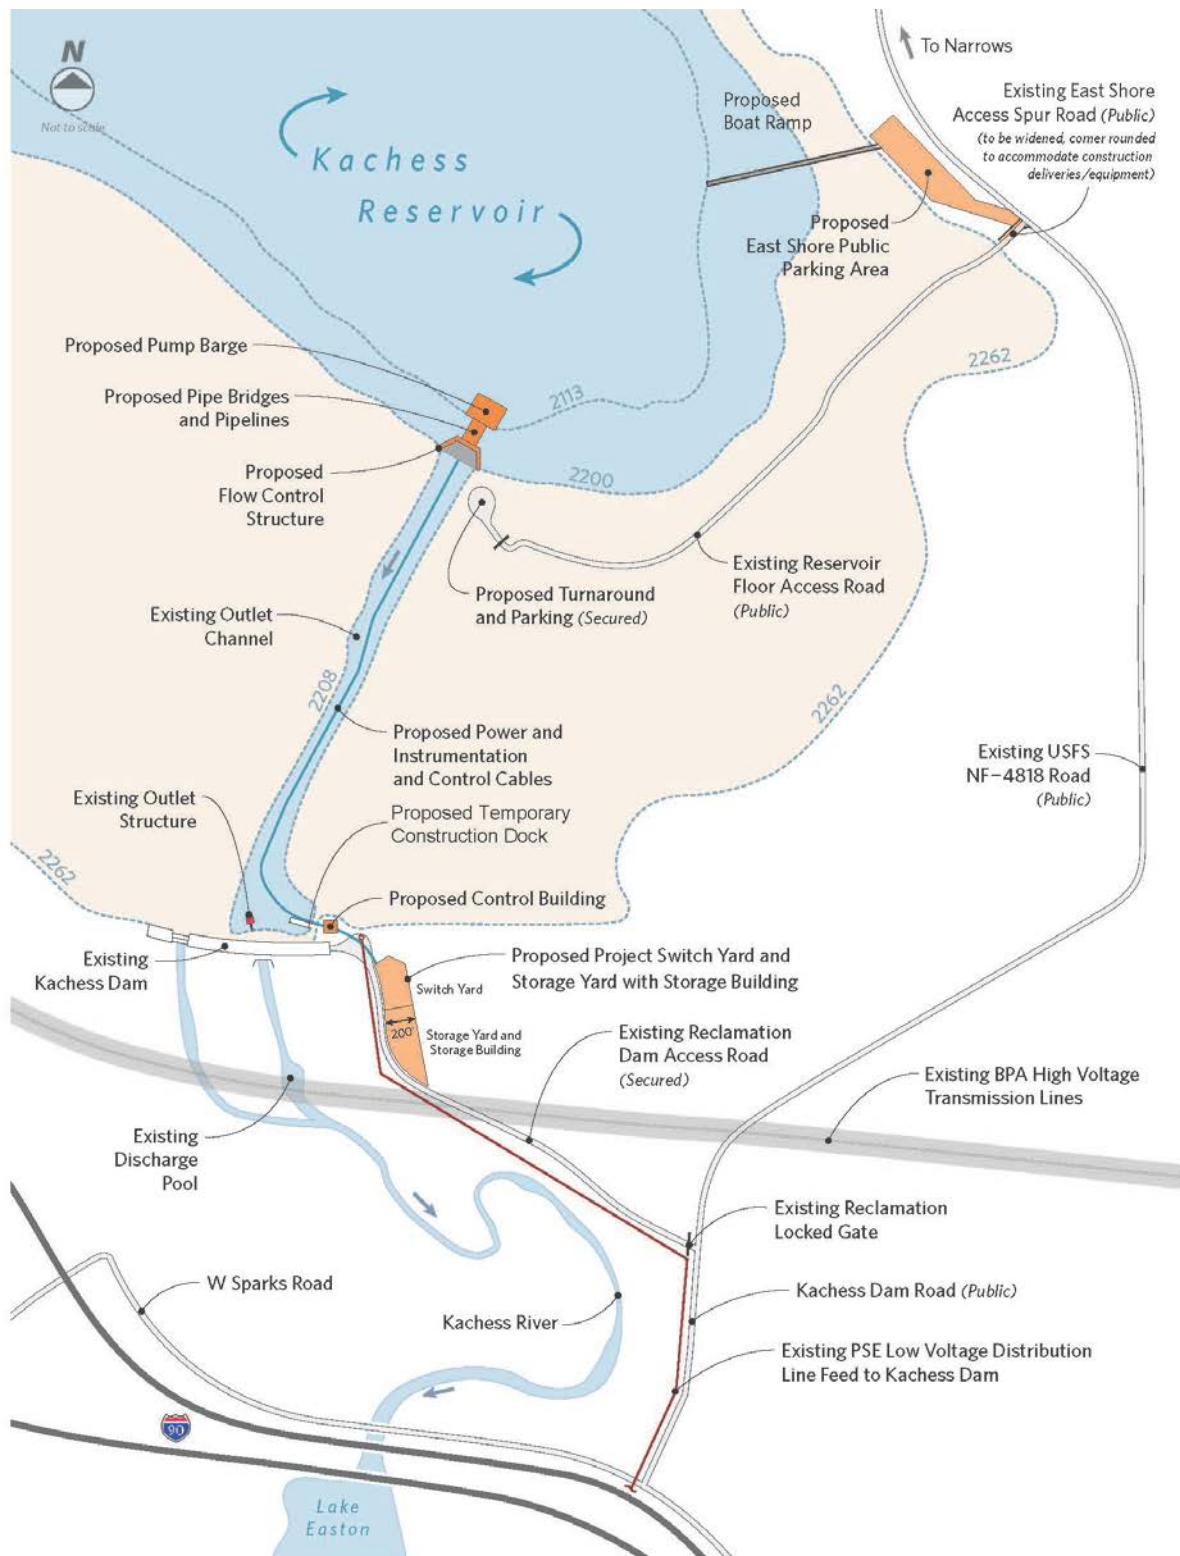 N
Not to scale
Kachess
Reservoir
To Narrows
Proposed
Boat Ramp
Existing East Shore
Access Spur Road (Public)
(to be widened, corner rounded
to accommodate construction
deliveries/equipment)
Proposed
East Shore Public
Parking Area
Proposed Pump Barge
Proposed Pipe Bridges
and Pipelines
Proposed
Flow Control
Structure
2113
2262
2200
Existing Reservoir
Floor Access Road
(Public)
Proposed Turnaround
and Parking (Secured)
Existing Outlet
Channel
2208
2262
Proposed Power and
Instrumentation
and Control Cables
Existing USFS
NF-4818 Road
(Public)
Existing Outlet
Structure
Proposed Temporary
Construction Dock
2262
Proposed Control Building
Existing
Kachess Dam
Proposed Project Switch Yard and
Storage Yard with Storage Building
Switch Yard
200'
Storage Yard and
Storage Building
Existing Reclamation
Dam Access Road
(Secured)
Existing BPA High Voltage
Transmission Lines
Existing
Discharge
Pool
Existing Reclamation
Locked Gate
W Sparks Road
Kachess River
Kachess Dam Road (Public)
Existing PSE Low Voltage Distribution
Line Feed to Kachess Dam
90
Lake
Easton